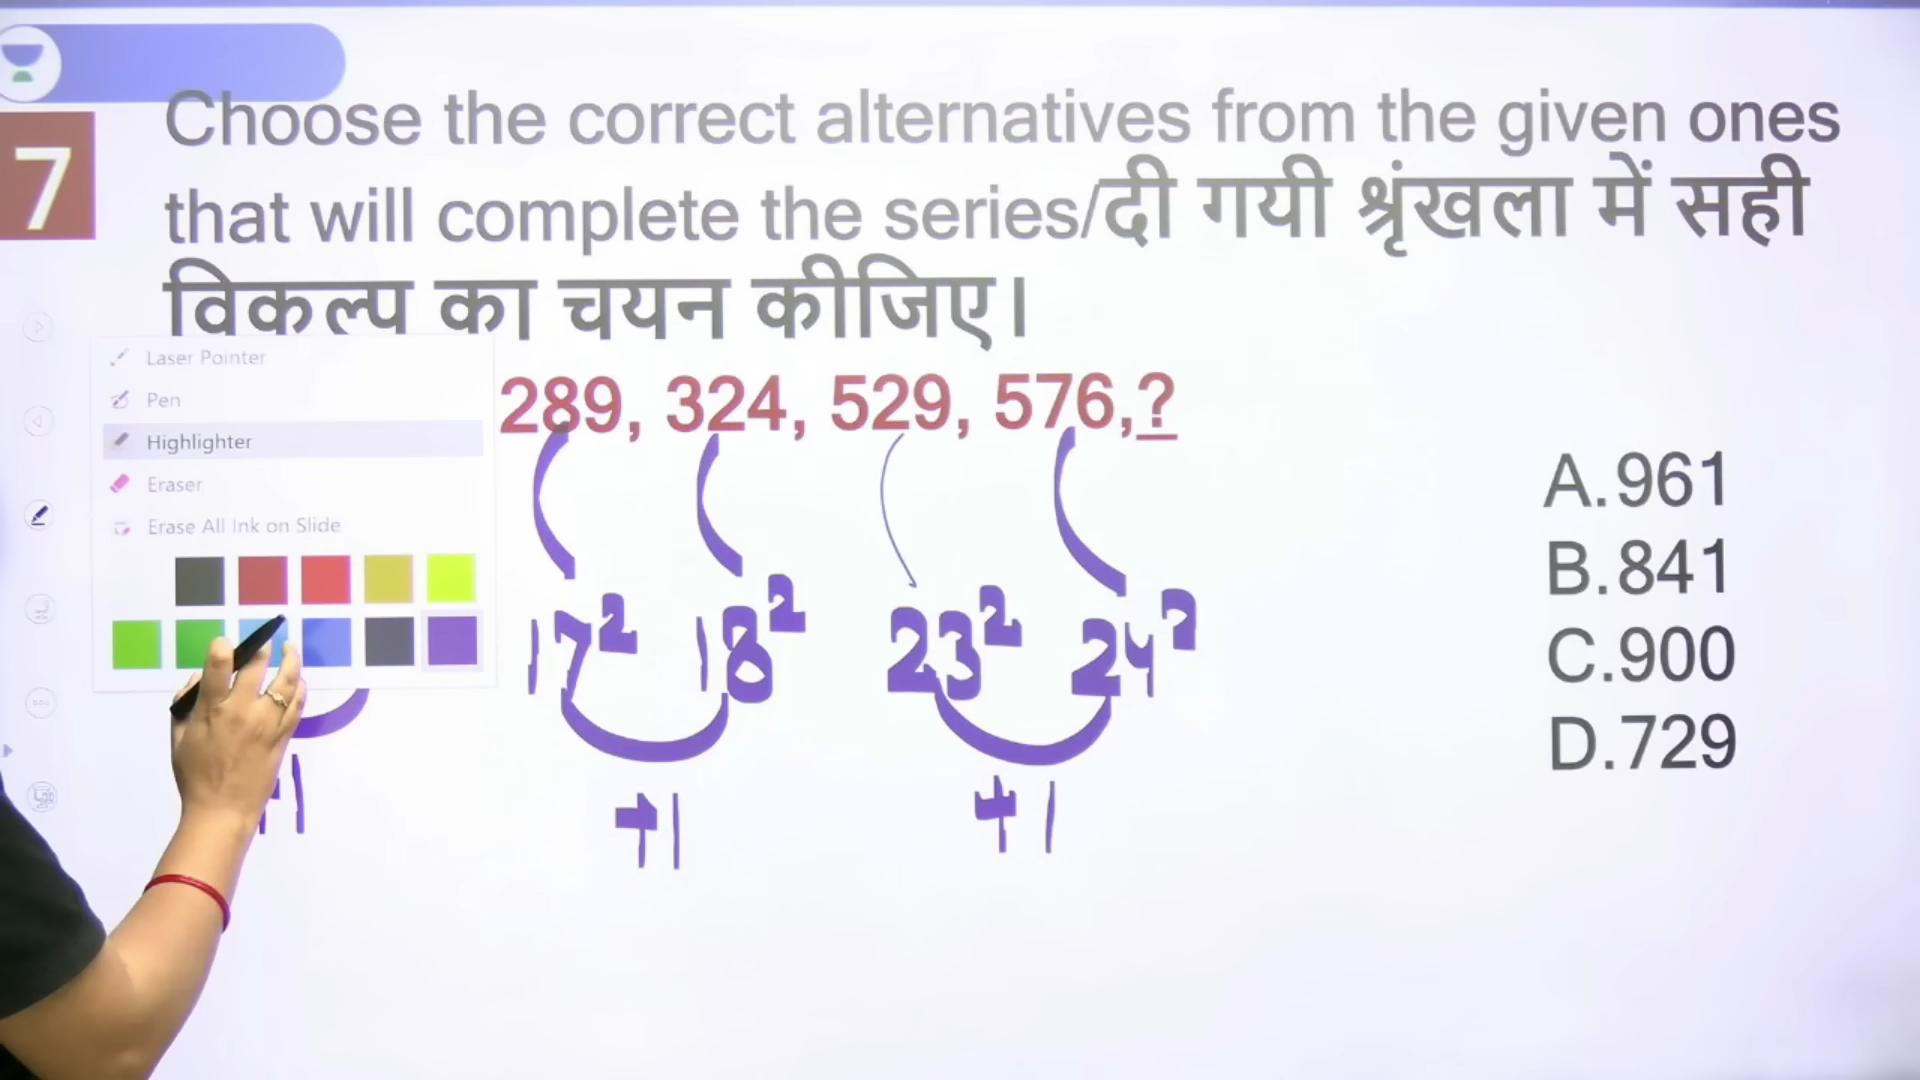 7
Choose the correct alternatives from the given ones
that will complete the series/दी गयी श्रृंखला में सही
विकल्प का चयन कीजिए।
Laser Pointer
Pen
Highlighter
Eraser
Erase All Ink on Slide
289, 324, 529, 576,?
17² 18² 23² 24²
+1 +1 +1
A.961
B.841
C.900
D.729